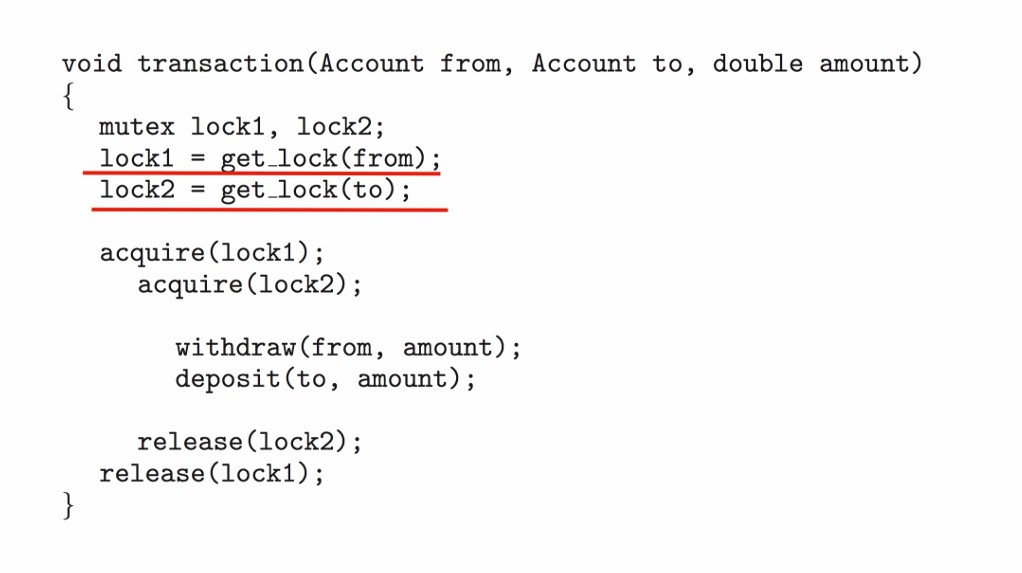 void transaction(Account from, Account to, double amount)
{
mutex lock1, lock2;
lock1 = get_lock(from);
lock2 = get_lock(to);
acquire(lock1);
acquire(lock2);
withdraw(from, amount);
deposit(to, amount);
release(lock2);
release(lock1);
}